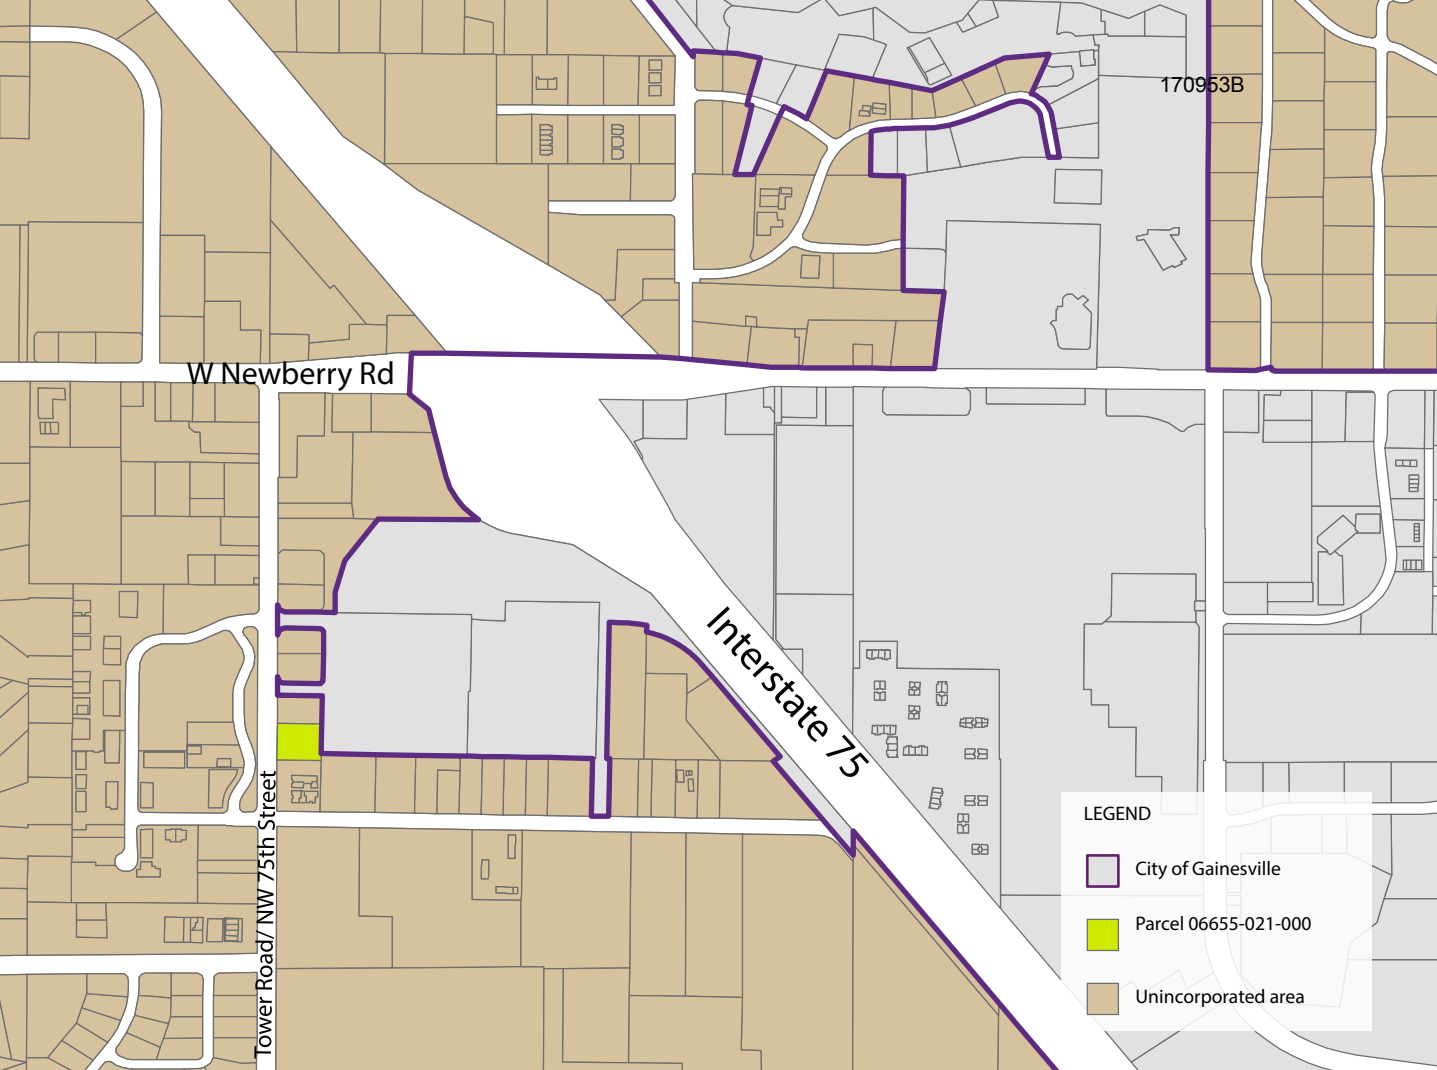 170953B
W Newberry Rd
Interstate 75
Tower Road/ NW 75th Street
LEGEND
City of Gainesville
Parcel 06655-021-000
Unincorporated area